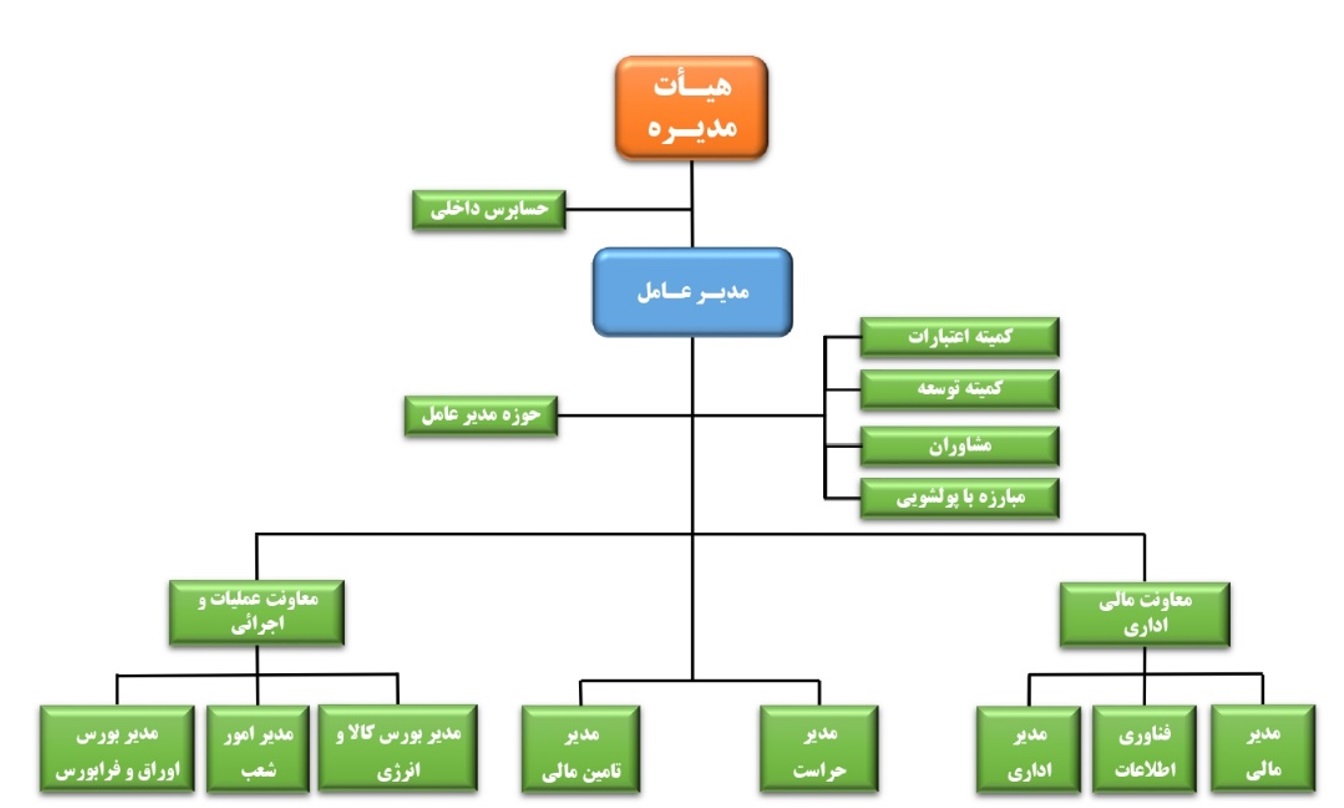 هیـأت
مدیـره
حسابرس داخلی
مدیـر عـامل
کمیته اعتبارات
کمیته توسعه
حوزه مدیر عامل
مشاوران
مبارزه با پولشویی
معاونت مالی
اداری
معاونت عملیات و
اجرائی
مدیر
مالی
فناوری
اطلاعات
مدیر
اداری
مدیر
حراست
مدیر
تامین مالی
مدیر بورس کالا و
انرژی
مدیر امور
شعب
مدیر بورس
اوراق و فرابورس